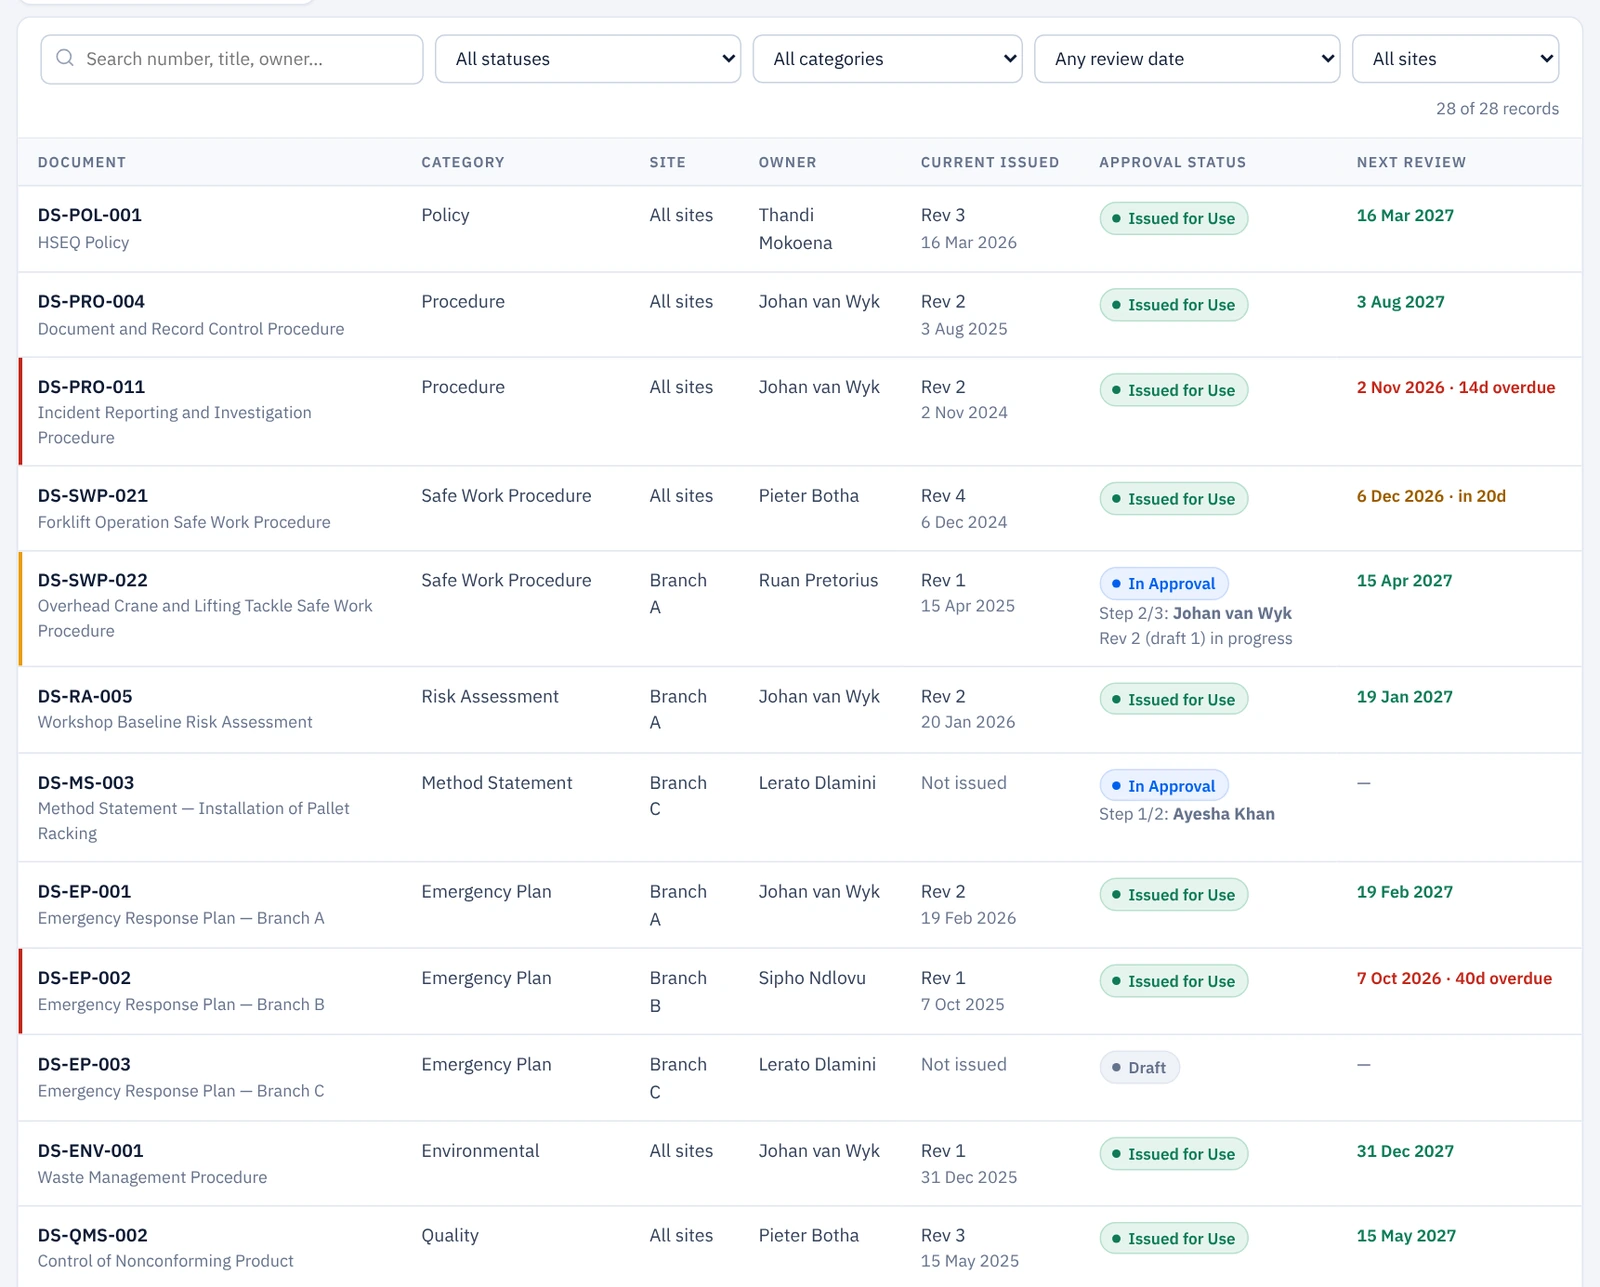 Search number, title, owner...
All statuses
All categories
Any review date
All sites
28 of 28 records
DOCUMENT CATEGORY SITE OWNER CURRENT ISSUED APPROVAL STATUS NEXT REVIEW
DS-POL-001 Policy All sites Thandi Rev 3 Issued for Use 16 Mar 2027
HSEQ Policy Mokoena 16 Mar 2026
DS-PRO-004 Procedure All sites Johan van Wyk Rev 2 Issued for Use 3 Aug 2027
Document and Record Control Procedure 3 Aug 2025
DS-PRO-011 Procedure All sites Johan van Wyk Rev 2 Issued for Use 2 Nov 2026 · 14d overdue
Incident Reporting and Investigation 2 Nov 2024
Procedure
DS-SWP-021 Safe Work Procedure All sites Pieter Botha Rev 4 Issued for Use 6 Dec 2026 · in 20d
Forklift Operation Safe Work Procedure 6 Dec 2024
DS-SWP-022 Safe Work Procedure Branch Ruan Pretorius Rev 1 In Approval 15 Apr 2027
Overhead Crane and Lifting Tackle Safe Work A 15 Apr 2025 Step 2/3: Johan van Wyk
Procedure Rev 2 (draft 1) in progress
DS-RA-005 Risk Assessment Branch Johan van Wyk Rev 2 Issued for Use 19 Jan 2027
Workshop Baseline Risk Assessment A 20 Jan 2026
DS-MS-003 Method Statement Branch Lerato Dlamini Not issued In Approval —
Method Statement — Installation of Pallet C Step 1/2: Ayesha Khan
Racking
DS-EP-001 Emergency Plan Branch Johan van Wyk Rev 2 Issued for Use 19 Feb 2027
Emergency Response Plan — Branch A A 19 Feb 2026
DS-EP-002 Emergency Plan Branch Sipho Ndlovu Rev 1 Issued for Use 7 Oct 2026 · 40d overdue
Emergency Response Plan — Branch B B 7 Oct 2025
DS-EP-003 Emergency Plan Branch Lerato Dlamini Not issued Draft —
Emergency Response Plan — Branch C C
DS-ENV-001 Environmental All sites Johan van Wyk Rev 1 Issued for Use 31 Dec 2027
Waste Management Procedure 31 Dec 2025
DS-QMS-002 Quality All sites Pieter Botha Rev 3 Issued for Use 15 May 2027
Control of Nonconforming Product 15 May 2025